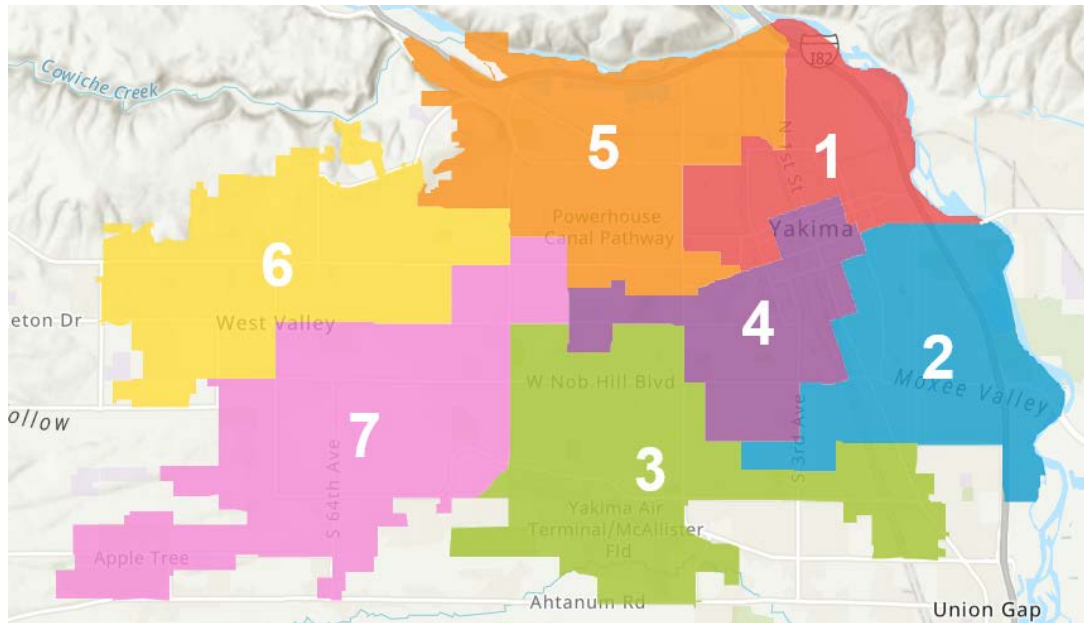 Cowiche Creek
I82
5
1
N 1st St
Powerhouse
Canal Pathway
Yakima
6
eton Dr
West Valley
4
2
W Nob Hill Blvd
Moxee Valley
ollow
7
S 64th Ave
S 3rd Ave
3
Yakima Air
Terminal/McAllister
Fld
Apple Tree
Ahtanum Rd
Union Gap